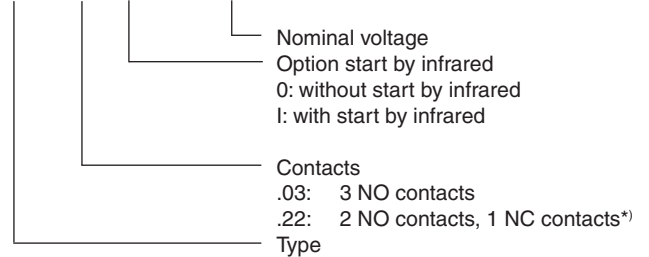 Nominal voltage
Option start by infrared
0: without start by infrared
I: with start by infrared
Contacts
.03: 3 NO contacts
.22: 2 NO contacts, 1 NC contacts*)
Type